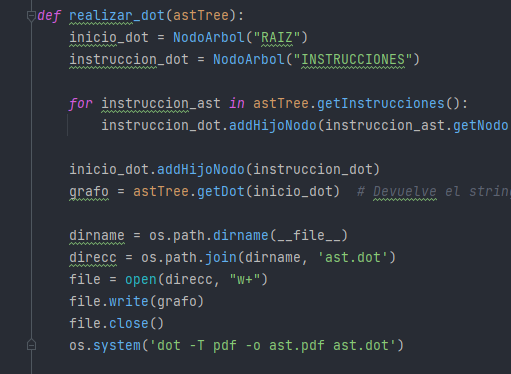 def realizar_dot(astTree):
    inicio_dot = NodoArbol("RAIZ")
    instruccion_dot = NodoArbol("INSTRUCCIONES")
    for instruccion_ast in astTree.getInstrucciones():
        instruccion_dot.addHijoNodo(instruccion_ast.getNodo
    inicio_dot.addHijoNodo(instruccion_dot)
    grafo = astTree.getDot(inicio_dot)  # Devuelve el string
    dirname = os.path.dirname(__file__)
    direcc = os.path.join(dirname, 'ast.dot')
    file = open(direcc, "w+")
    file.write(grafo)
    file.close()
    os.system('dot -T pdf -o ast.pdf ast.dot')